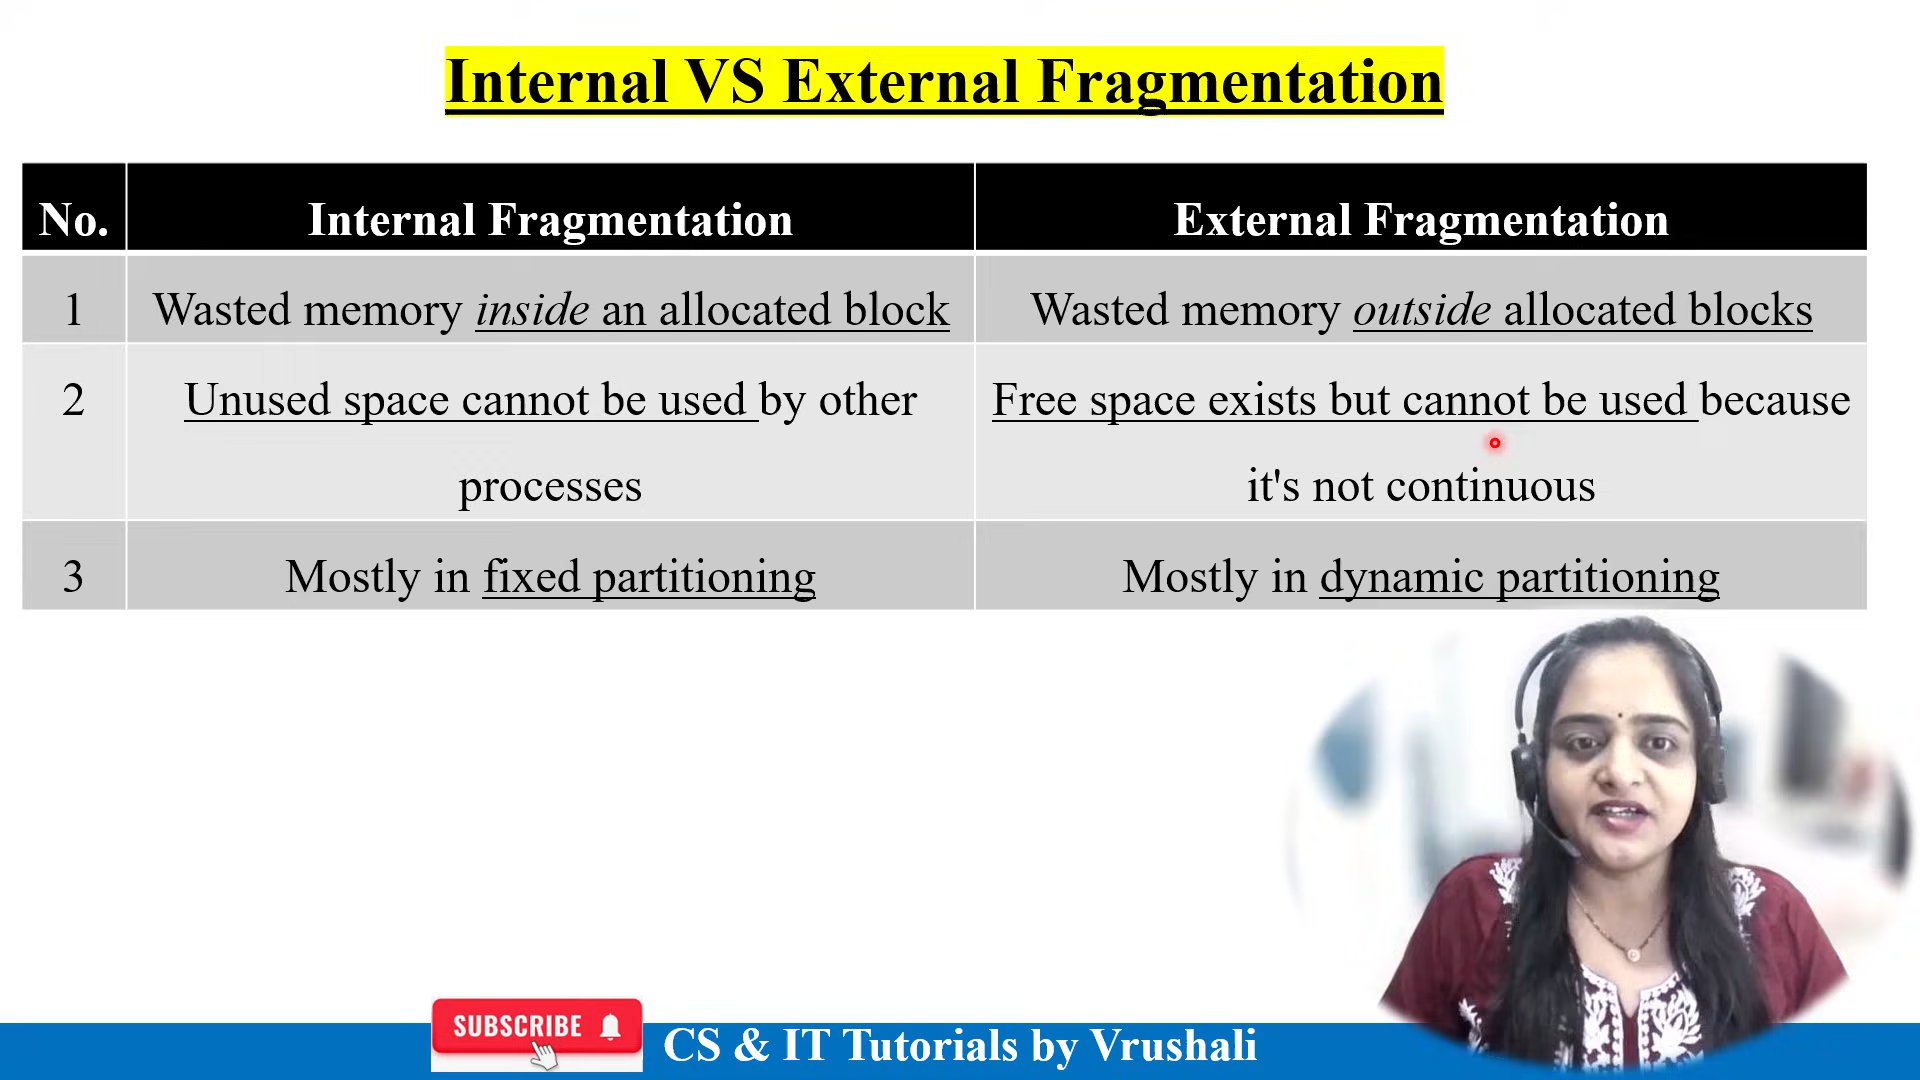 Internal VS External Fragmentation
No. Internal Fragmentation External Fragmentation
1 Wasted memory inside an allocated block Wasted memory outside allocated blocks
2 Unused space cannot be used by other Free space exists but cannot be used because
processes it's not continuous
3 Mostly in fixed partitioning Mostly in dynamic partitioning
SUBSCRIBE CS & IT Tutorials by Vrushali